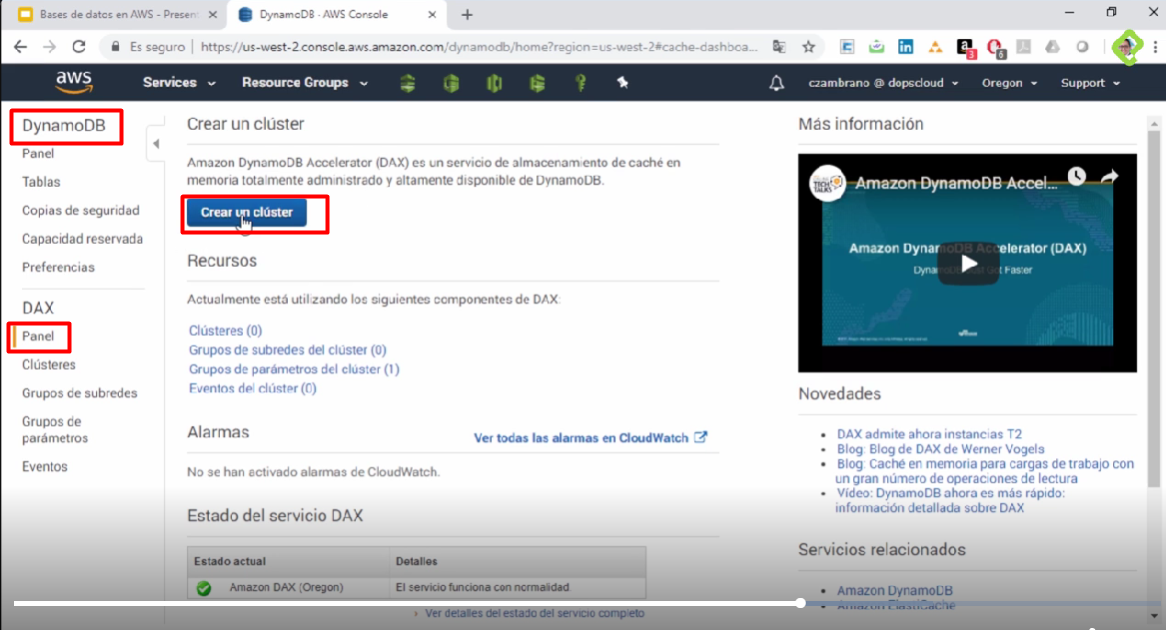 Bases de datos en AWS - Present
DynamoDB · AWS Console
Es seguro
https://us-west-2.console.aws.amazon.com/dynamodb/home?region=us-west-2#cache-dashboa...
aws
Services
Resource Groups
czambrano @ dopscloud
Oregon
Support
DynamoDB
Panel
Tablas
Copias de seguridad
Capacidad reservada
Preferencias
DAX
Panel
Clústeres
Grupos de subredes
Grupos de
parámetros
Eventos
Crear un clúster
Amazon DynamoDB Accelerator (DAX) es un servicio de almacenamiento de caché en
memoria totalmente administrado y altamente disponible de DynamoDB.
Crear un clúster
Recursos
Actualmente está utilizando los siguientes componentes de DAX:
Clústeres (0)
Grupos de subredes del clúster (0)
Grupos de parámetros del clúster (1)
Eventos del clúster (0)
Alarmas
Ver todas las alarmas en CloudWatch
No se han activado alarmas de CloudWatch.
Estado del servicio DAX
Estado actual
Detalles
Amazon DAX (Oregon)
El servicio funciona con normalidad.
Ver detalles del estado del servicio completo
Más información
TECH
TALKS
Amazon DynamoDB Accel...
Amazon DynamoDB Accelerator (DAX)
DynamoDB Just Got Faster
Novedades
DAX admite ahora instancias T2
Blog: Blog de DAX de Werner Vogels
Blog: Caché en memoria para cargas de trabajo con
un gran número de operaciones de lectura
Vídeo: DynamoDB ahora es más rápido:
información detallada sobre DAX
Servicios relacionados
Amazon DynamoDB
Amazon ElastiCache